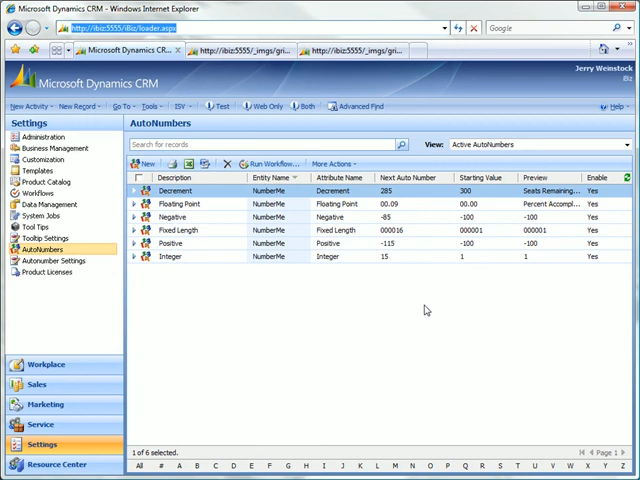 Microsoft Dynamics CRM - Windows Internet Explorer
http://ibiz:5555/iBiz/loader.aspx
Google
Microsoft Dynamics CRM
http://ibiz:5555/_imgs/gri...
http://ibiz:5555/_imgs/gri...
Microsoft Dynamics CRM
Jerry Weinstock
iBiz
New Activity New Record Go To Tools ISV Test Web Only Both Advanced Find Help
Settings
Administration
Business Management
Customization
Templates
Product Catalog
Workflows
Data Management
System Jobs
Tool Tips
Tooltip Settings
AutoNumbers
Autonumber Settings
Product Licenses
Workplace
Sales
Marketing
Service
Settings
Resource Center
AutoNumbers
Search for records
View: Active AutoNumbers
New Run Workflow... More Actions
Description Entity Name Attribute Name Next Auto Number Starting Value Preview Enable
Decrement NumberMe Decrement 285 300 Seats Remaining... Yes
Floating Point NumberMe Floating Point 00.09 00.00 Percent Accompl... Yes
Negative NumberMe Negative -85 -100 -100 Yes
Fixed Length NumberMe Fixed Length 000016 000001 000001 Yes
Positive NumberMe Positive -115 -100 -100 Yes
Integer NumberMe Integer 15 1 1 Yes
1 of 6 selected.
Page 1
All # A B C D E F G H I J K L M N O P Q R S T U V W X Y Z